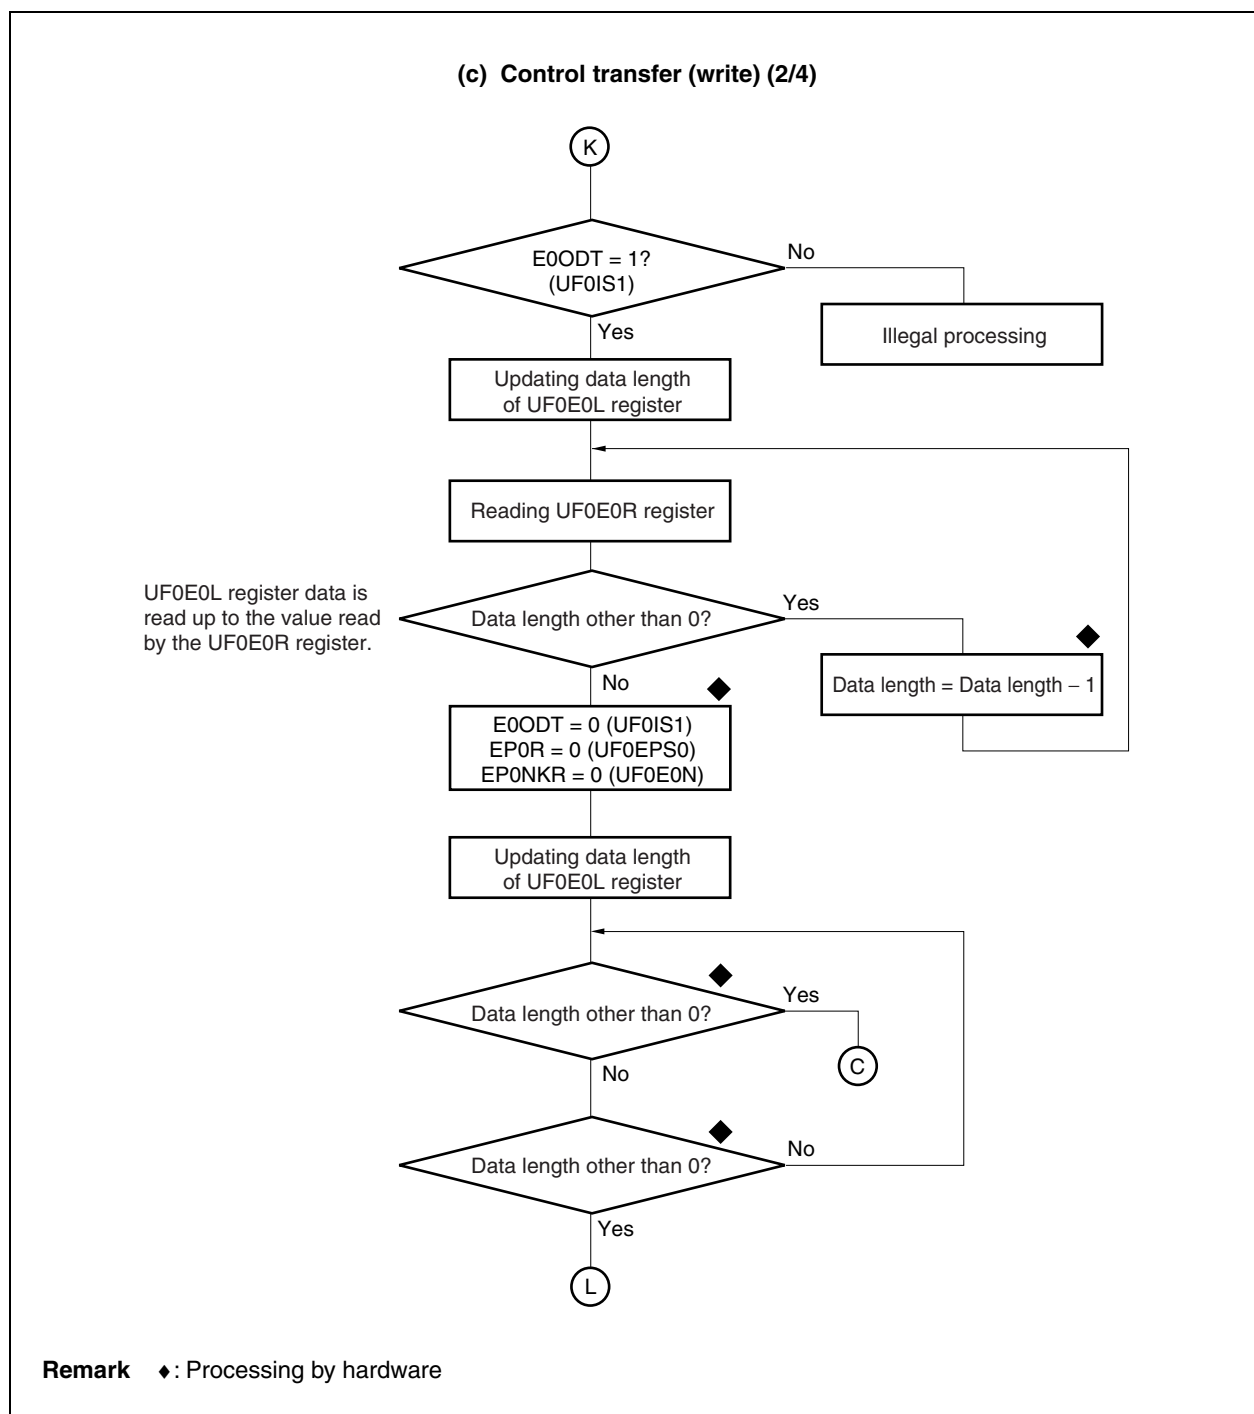 (c) Control transfer (write) (2/4)
K
E0ODT = 1?
(UF0IS1)
No
Illegal processing
Yes
Updating data length
of UF0E0L register
Reading UF0E0R register
UF0E0L register data is
read up to the value read
by the UF0E0R register.
Data length other than 0?
Yes
Data length = Data length − 1
No
E0ODT = 0 (UF0IS1)
EP0R = 0 (UF0EPS0)
EP0NKR = 0 (UF0E0N)
Updating data length
of UF0E0L register
Data length other than 0?
Yes
C
No
Data length other than 0?
No
Yes
L
Remark ♦: Processing by hardware